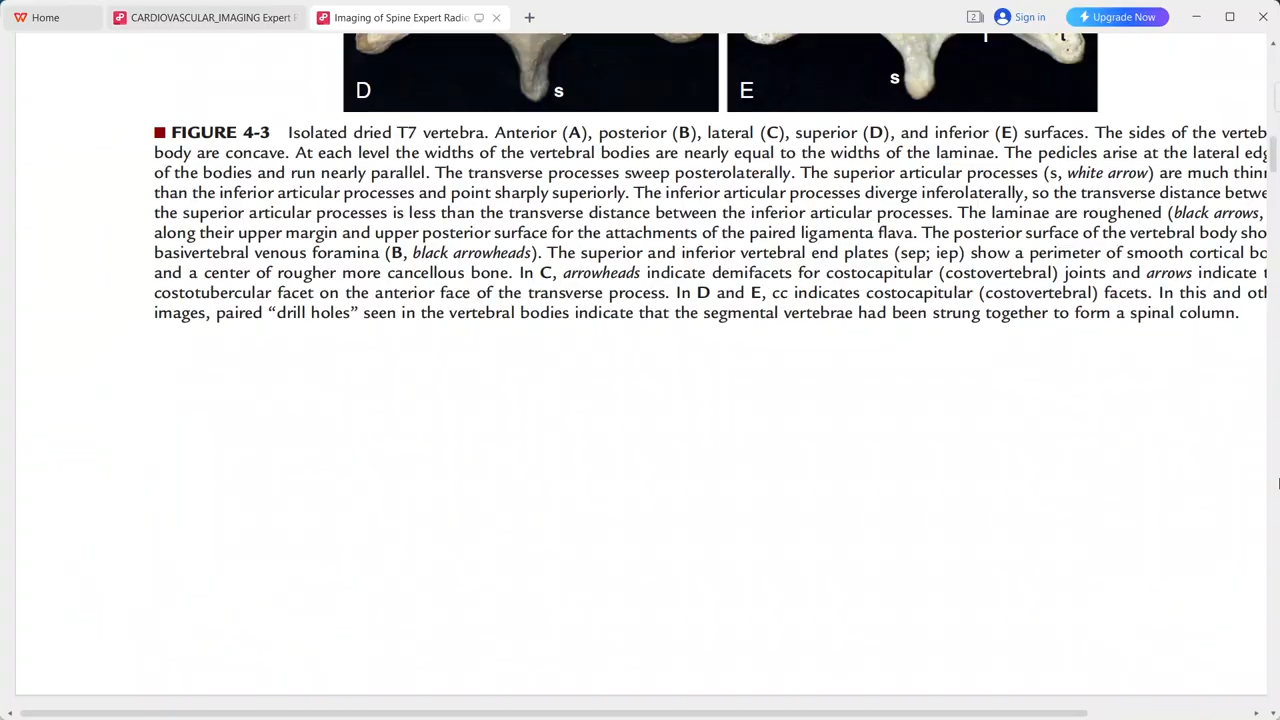 Home
CARDIOVASCULAR_IMAGING Expert R
Imaging of Spine Expert Radio
2
Sign in
Upgrade Now
D
s
E
s
FIGURE 4-3 Isolated dried T7 vertebra. Anterior (A), posterior (B), lateral (C), superior (D), and inferior (E) surfaces. The sides of the verteb
body are concave. At each level the widths of the vertebral bodies are nearly equal to the widths of the laminae. The pedicles arise at the lateral edg
of the bodies and run nearly parallel. The transverse processes sweep posterolaterally. The superior articular processes (s, white arrow) are much thinn
than the inferior articular processes and point sharply superiorly. The inferior articular processes diverge inferolaterally, so the transverse distance betwe
the superior articular processes is less than the transverse distance between the inferior articular processes. The laminae are roughened (black arrows,
along their upper margin and upper posterior surface for the attachments of the paired ligamenta flava. The posterior surface of the vertebral body sho
basivertebral venous foramina (B, black arrowheads). The superior and inferior vertebral end plates (sep; iep) show a perimeter of smooth cortical bo
and a center of rougher more cancellous bone. In C, arrowheads indicate demifacets for costocapitular (costovertebral) joints and arrows indicate t
costotubercular facet on the anterior face of the transverse process. In D and E, cc indicates costocapitular (costovertebral) facets. In this and oth
images, paired “drill holes” seen in the vertebral bodies indicate that the segmental vertebrae had been strung together to form a spinal column.